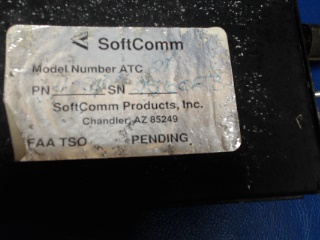 SoftComm
Model Number ATC
PN SN
SoftComm Products, Inc.
Chandler, AZ 85249
FAA TSO PENDING